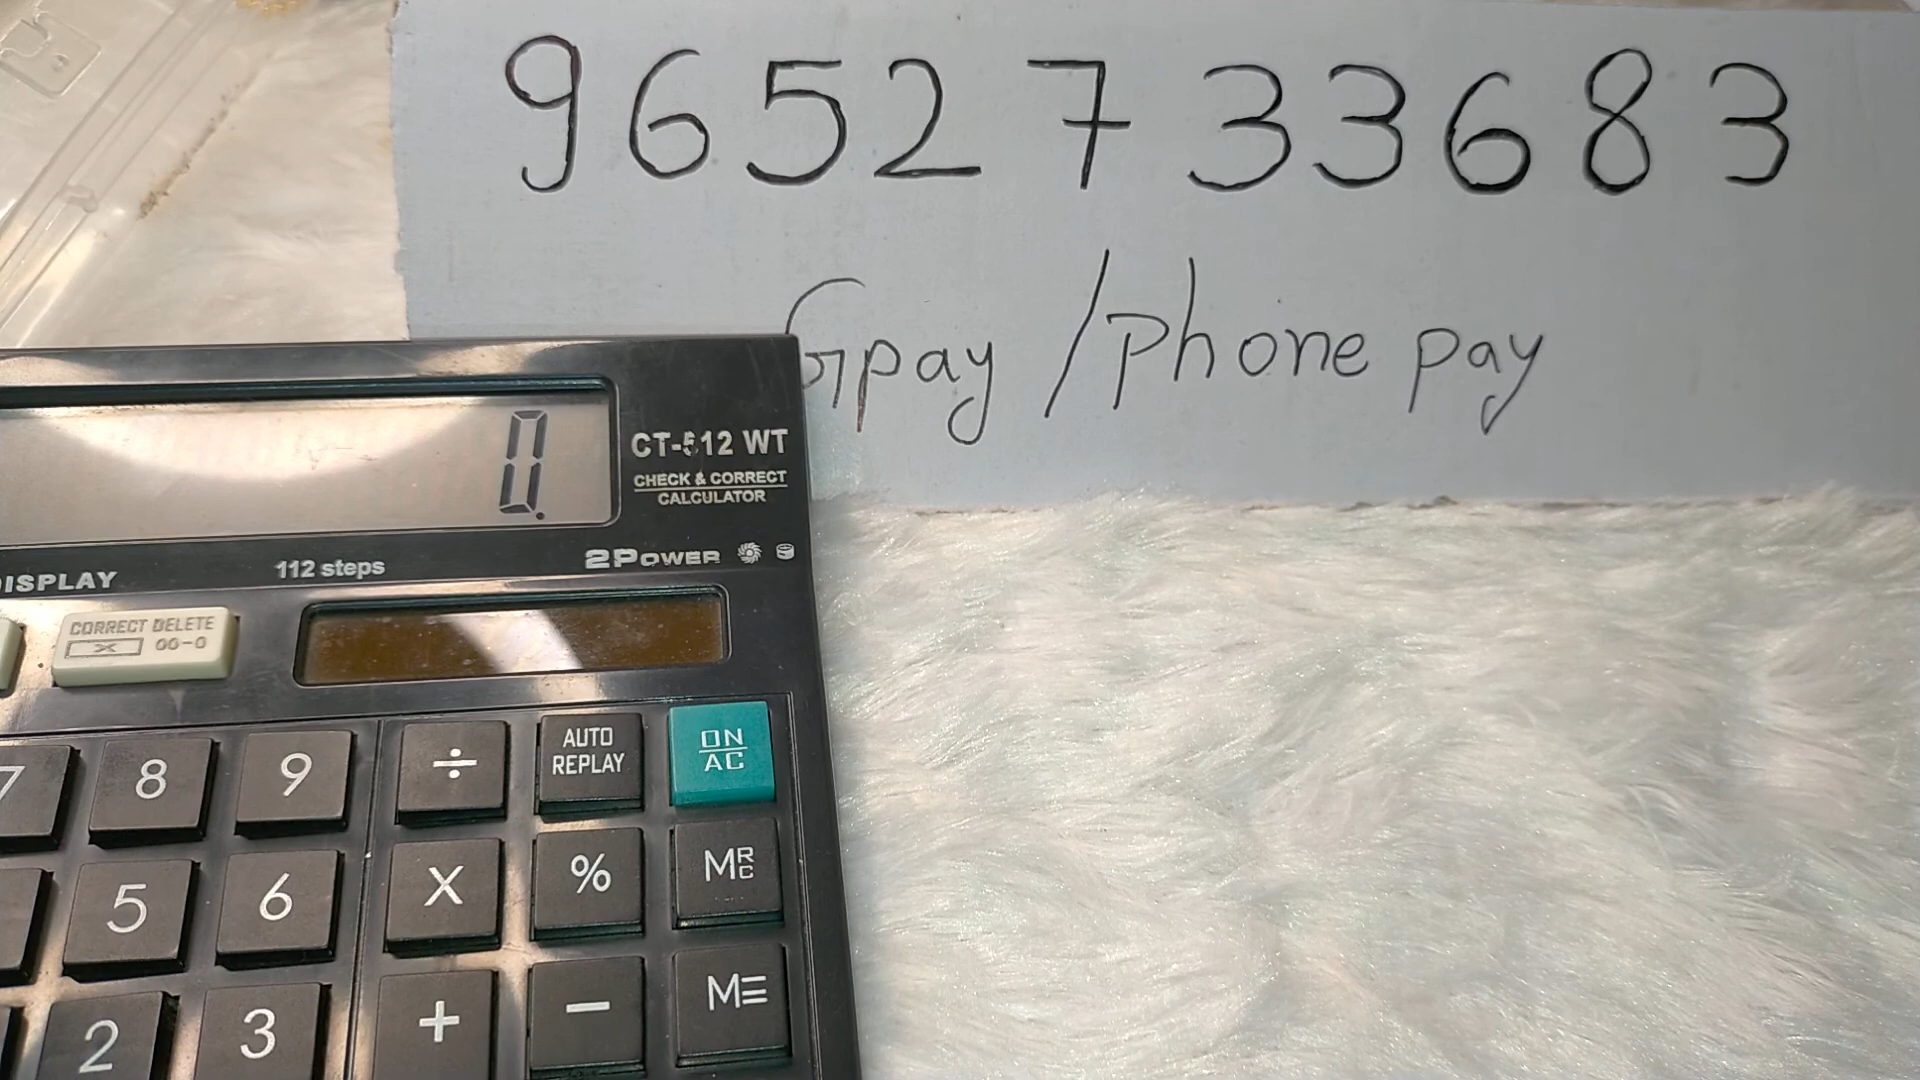 9652733683
Gpay / Phone pay
0.
CT-512 WT
CHECK & CORRECT
CALCULATOR
DISPLAY
112 steps
2POWER
CORRECT DELETE
00-0
7
8
9
÷
AUTO
REPLAY
ON
AC
5
6
X
%
MRC
2
3
+
−
M=